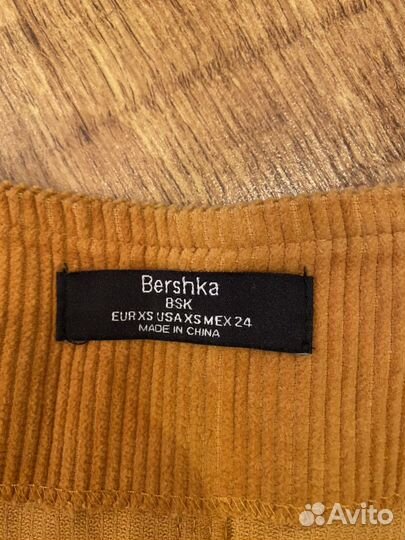 Bershka
BSK
EUR XS USA XS MEX 24
MADE IN CHINA
Avito